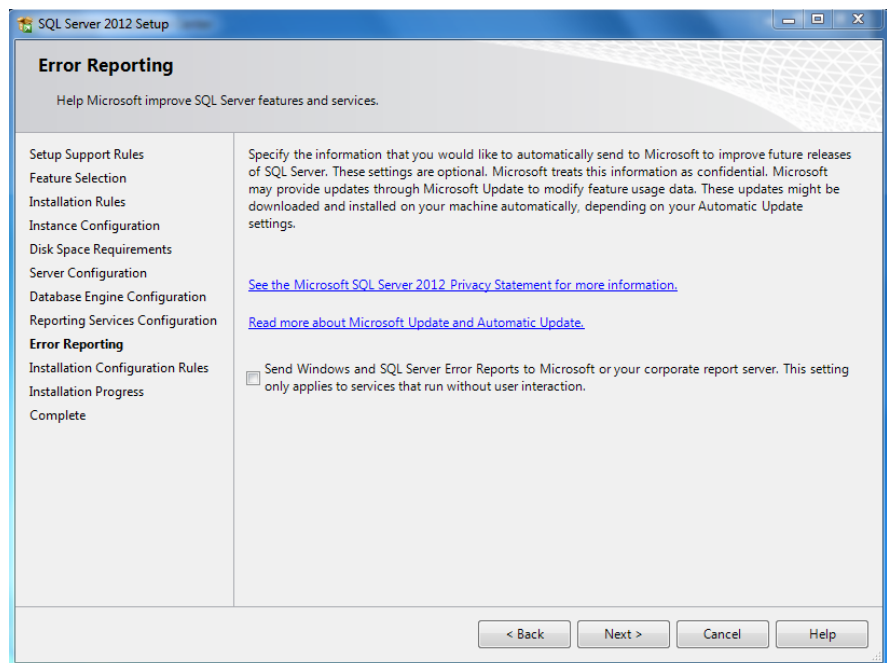 SQL Server 2012 Setup
Error Reporting
Help Microsoft improve SQL Server features and services.
Setup Support Rules
Feature Selection
Installation Rules
Instance Configuration
Disk Space Requirements
Server Configuration
Database Engine Configuration
Reporting Services Configuration
Error Reporting
Installation Configuration Rules
Installation Progress
Complete
Specify the information that you would like to automatically send to Microsoft to improve future releases
of SQL Server. These settings are optional. Microsoft treats this information as confidential. Microsoft
may provide updates through Microsoft Update to modify feature usage data. These updates might be
downloaded and installed on your machine automatically, depending on your Automatic Update
settings.
See the Microsoft SQL Server 2012 Privacy Statement for more information.
Read more about Microsoft Update and Automatic Update.
Send Windows and SQL Server Error Reports to Microsoft or your corporate report server. This setting
only applies to services that run without user interaction.
< Back
Next >
Cancel
Help